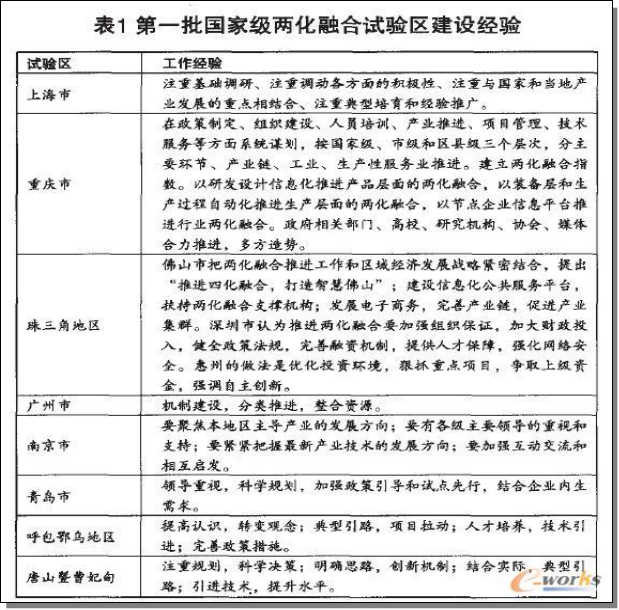 表1 第一批国家级两化融合试验区建设经验
试验区 工作经验
上海市 注重基础调研、注重调动各方面的积极性、注重与国家和当地产
业发展的重点相结合、注重典型培育和经验推广。
重庆市 在政策制定、组织建设、人员培训、产业推进、项目管理、技术
服务等方面系统谋划，按国家级、市级和区县级三个层次，分主
要环节、产业链、工业、生产性服务业推进。建立两化融合指
数。以研发设计信息化推进产品层面的两化融合，以装备层和生
产过程自动化推进生产层面的两化融合，以节点企业信息平台推
进行业两化融合。政府相关部门、高校、研究机构、协会、媒体
合力推进，多方造势。
珠三角地区 佛山市把两化融合推进工作和区域经济发展战略紧密结合，提出
“推进四化融合，打造智慧佛山”；建设信息化公共服务平台，
扶持两化融合支撑机构；发展电子商务，完善产业链，促进产业
集群。深圳市认为推进两化融合要加强组织保证，加大财政投
入，健全政策法规，完善融资机制，提供人才保障，强化网络安
全。惠州的做法是优化投资环境，狠抓重点项目，争取上级资
金，强调自主创新。
广州市 机制建设，分类推进，整合资源。
南京市 要聚焦本地区主导产业的发展方向；要有各级主要领导的重视和
支持；要紧紧把握最新产业技术的发展方向；要加强互动交流和
相互启发。
青岛市 领导重视，科学规划，加强政策引导和试点先行，结合企业内生
需求。
呼包鄂乌地区 提高认识，转变观念；典型引路，项目拉动；人才培养，技术引
进；完善政策措施。
唐山暨曹妃甸 注重规划，科学决策；明确思路，创新机制；结合实际，典型引
路；引进技术，提升水平。
e-works